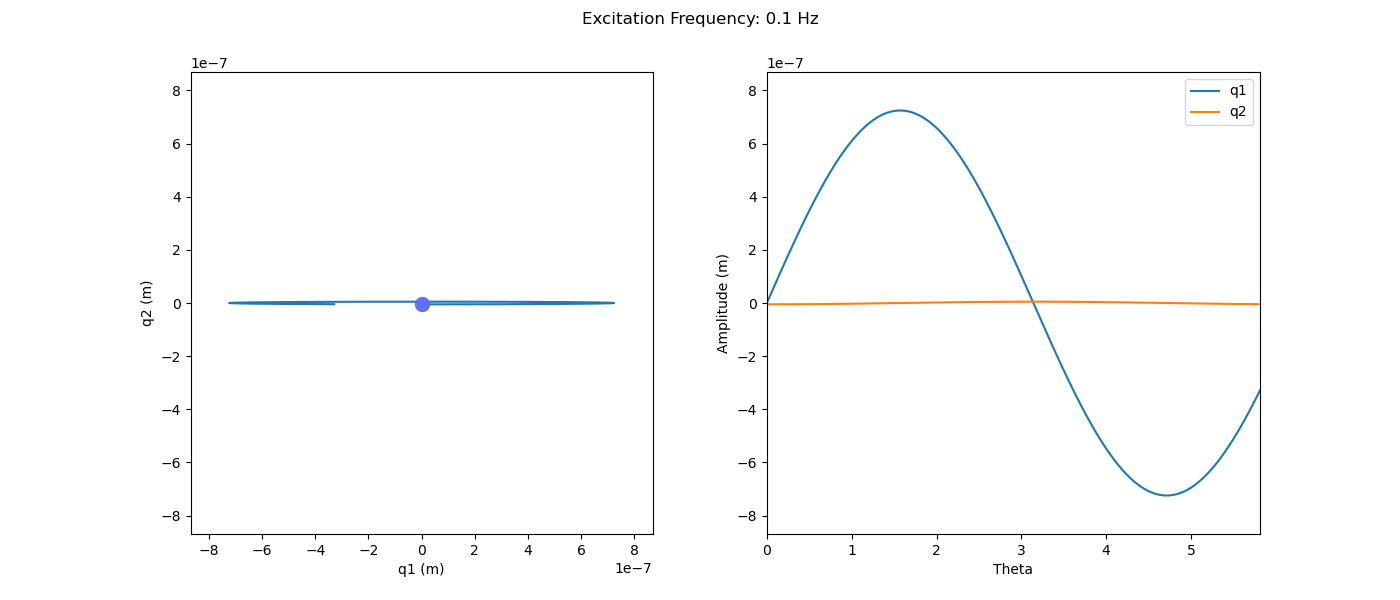 Excitation Frequency: 0.1 Hz
1e−7
8
6
4
2
0
−2
−4
−6
−8
q2 (m)
−8 −6 −4 −2 0 2 4 6 8
q1 (m)
1e−7
1e−7
8
6
4
2
0
−2
−4
−6
−8
Amplitude (m)
0 1 2 3 4 5
Theta
q1
q2